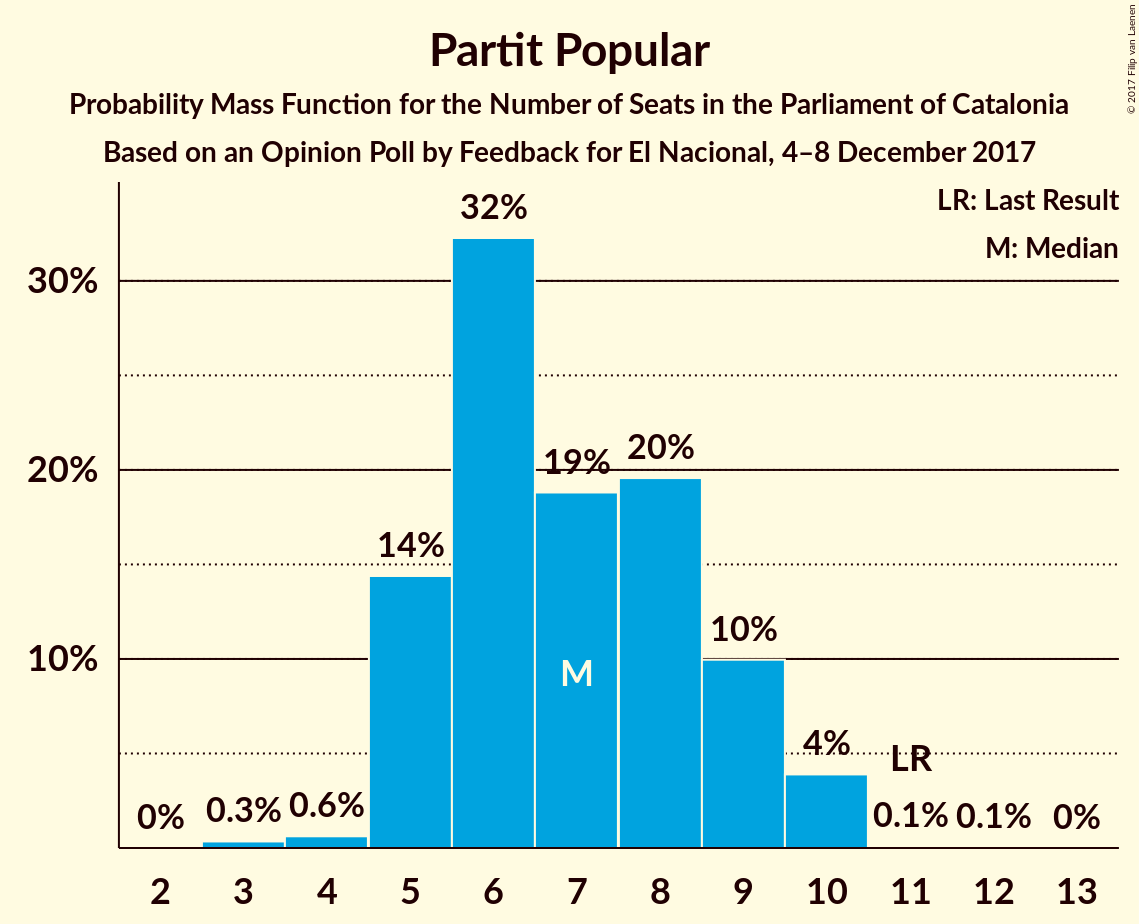 Partit Popular
Probability Mass Function for the Number of Seats in the Parliament of Catalonia
Based on an Opinion Poll by Feedback for El Nacional, 4–8 December 2017
© 2017 Filip van Laenen
LR: Last Result
M: Median
30%
20%
10%
0%
0.3%
0.6%
14%
32%
19%
20%
10%
4%
0.1%
0.1%
0%
M
LR
2 3 4 5 6 7 8 9 10 11 12 13